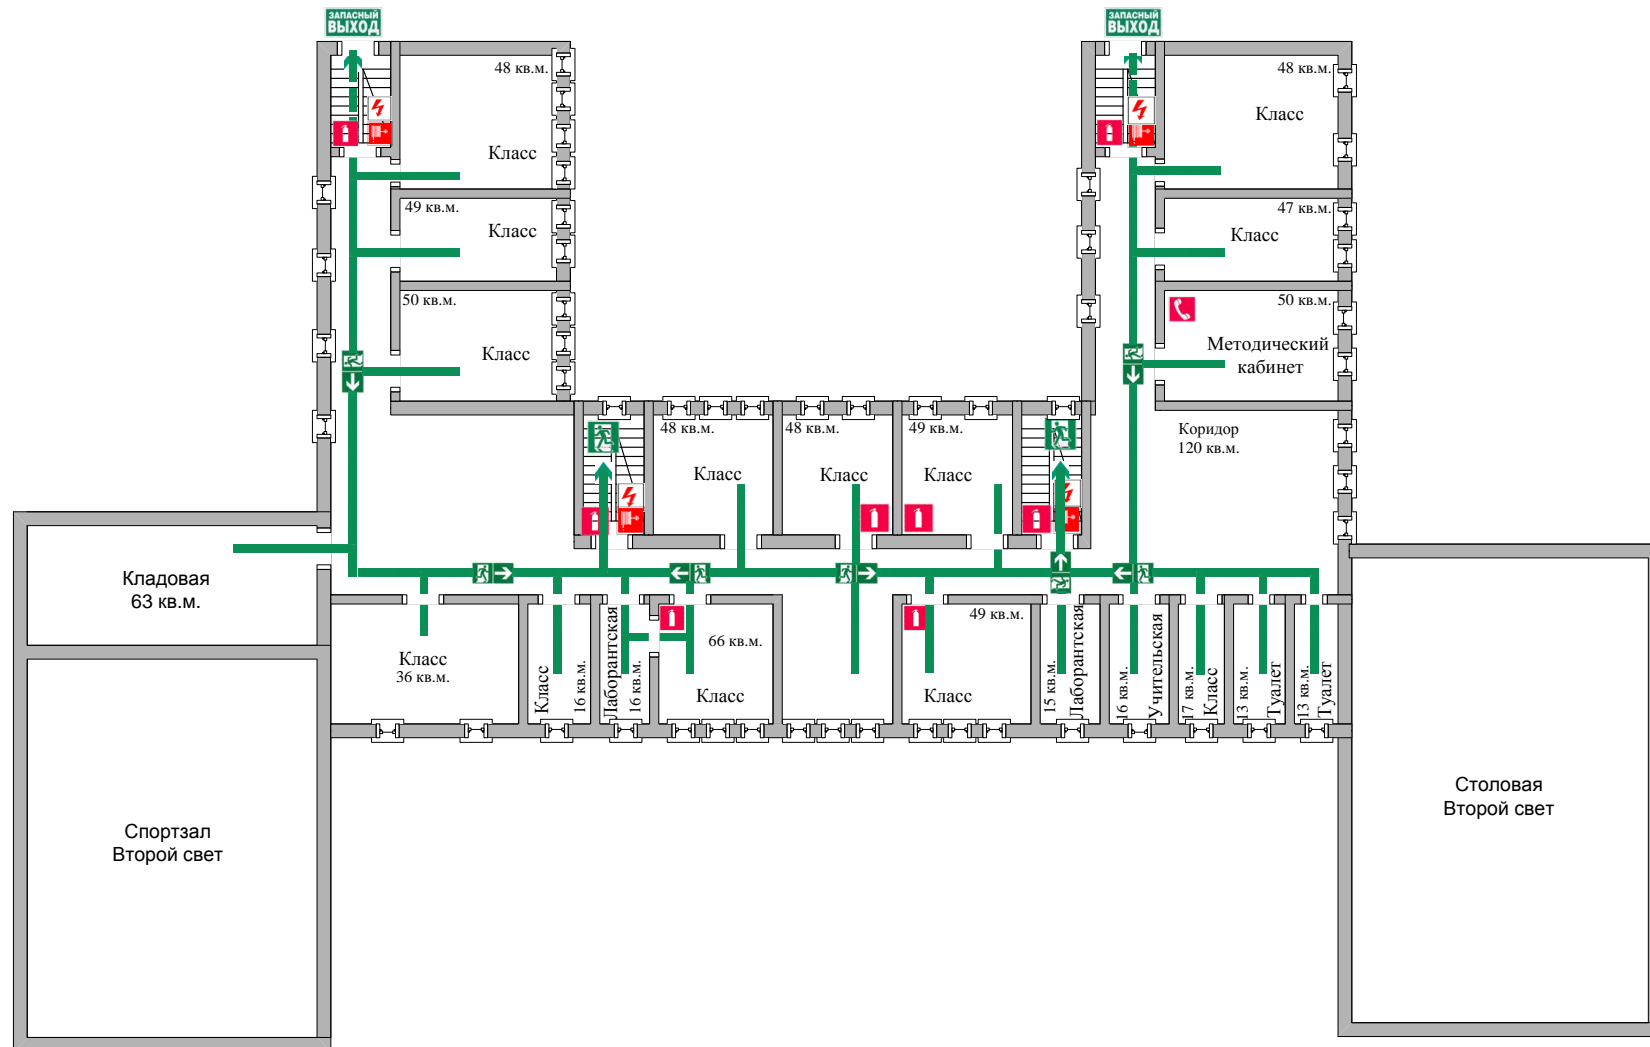 ЗАПАСНЫЙ
ВЫХОД
ЗАПАСНЫЙ
ВЫХОД
48 кв.м.
Класс
48 кв.м.
Класс
49 кв.м.
Класс
47 кв.м.
Класс
50 кв.м.
Класс
50 кв.м.
Методический
кабинет
Коридор
120 кв.м.
48 кв.м.
Класс
48 кв.м.
Класс
49 кв.м.
Класс
Кладовая
63 кв.м.
Класс
36 кв.м.
Класс
16 кв.м.
Лаборантская
16 кв.м.
66 кв.м.
Класс
49 кв.м.
Класс
15 кв.м.
Лаборантская
16 кв.м.
Учительская
17 кв.м.
Класс
13 кв.м.
Туалет
13 кв.м.
Туалет
Спортзал
Второй свет
Столовая
Второй свет